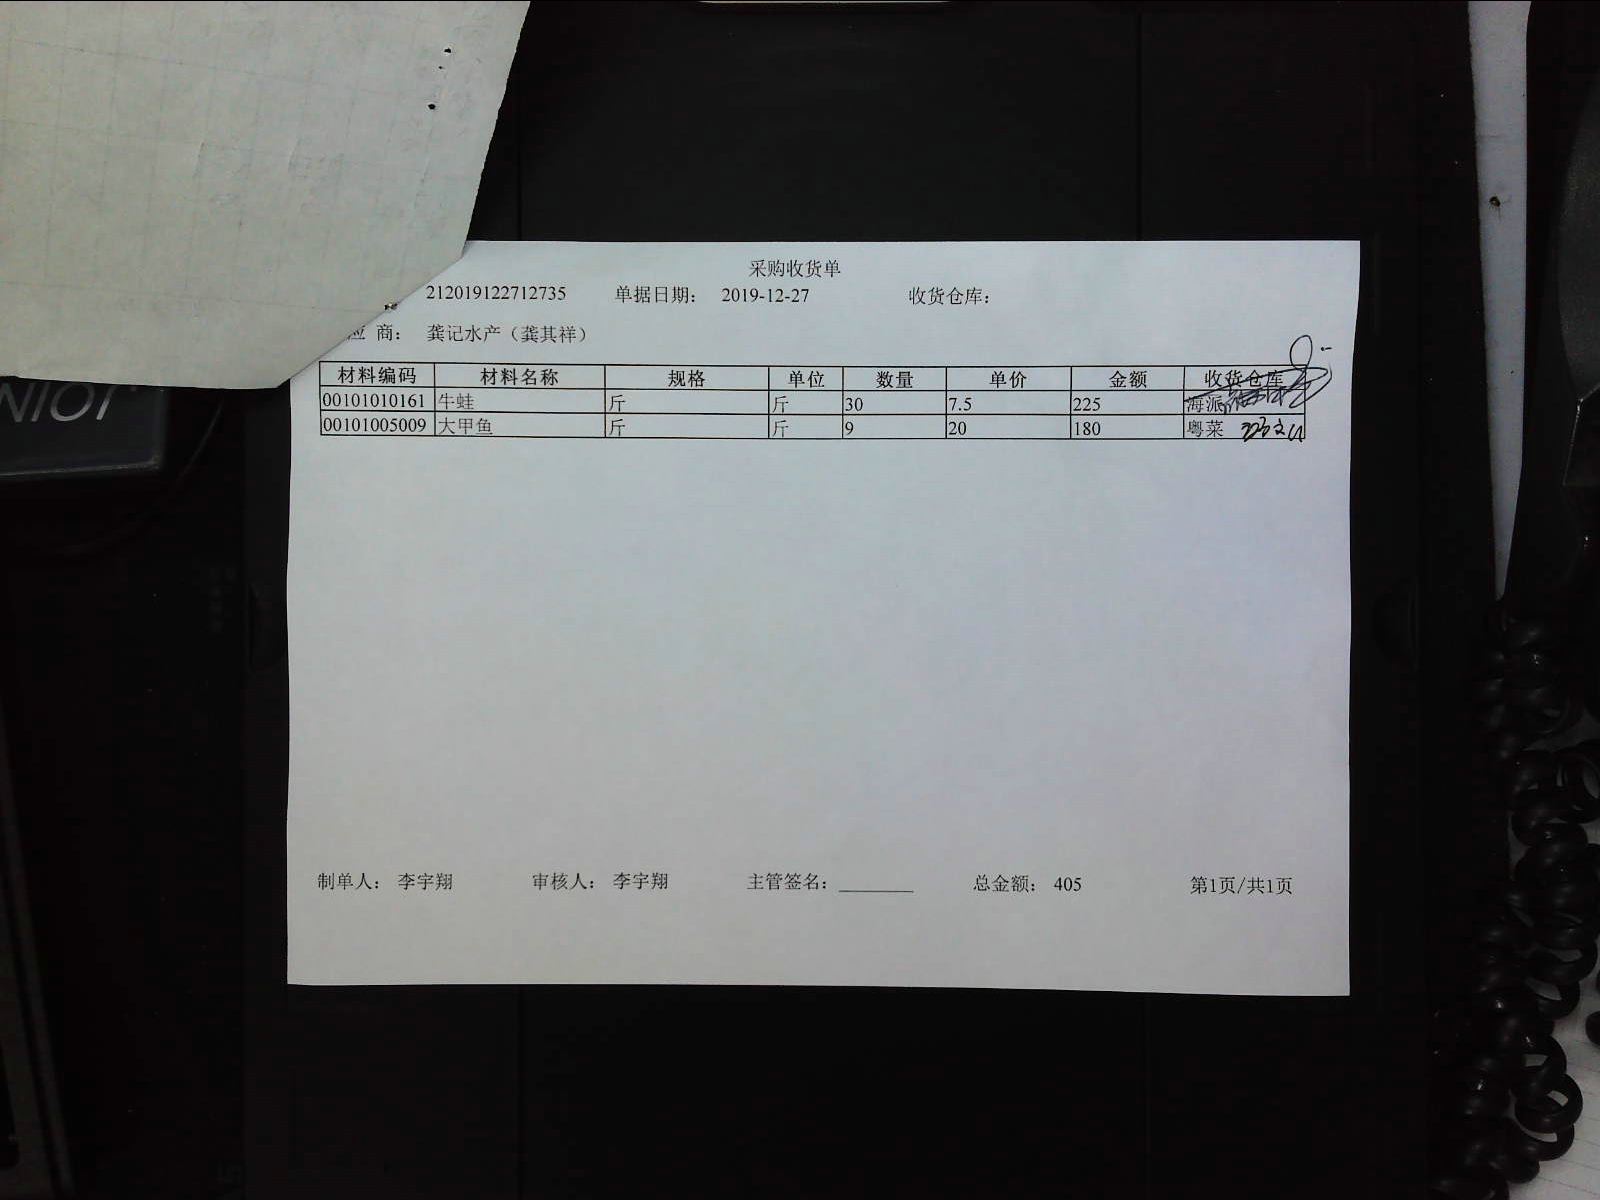 采购收货单
212019122712735 单据日期： 2019-12-27 收货仓库：
应 商： 龚记水产（龚其祥）
材料编码 材料名称 规格 单位 数量 单价 金额 收货仓库
00101010161 牛蛙 斤 斤 30 7.5 225 海派
00101005009 大甲鱼 斤 斤 9 20 180 粤菜
制单人： 李宇翔 审核人： 李宇翔 主管签名： 总金额： 405 第1页/共1页